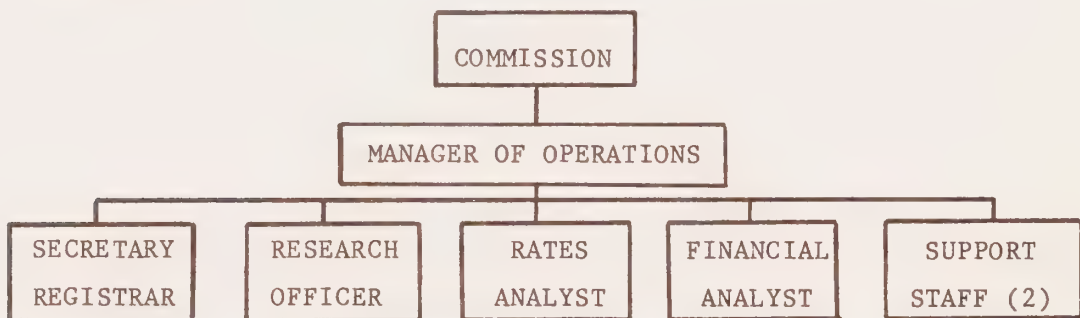 COMMISSION
MANAGER OF OPERATIONS
SECRETARY
REGISTRAR
RESEARCH
OFFICER
RATES
ANALYST
FINANCIAL
ANALYST
SUPPORT
STAFF (2)